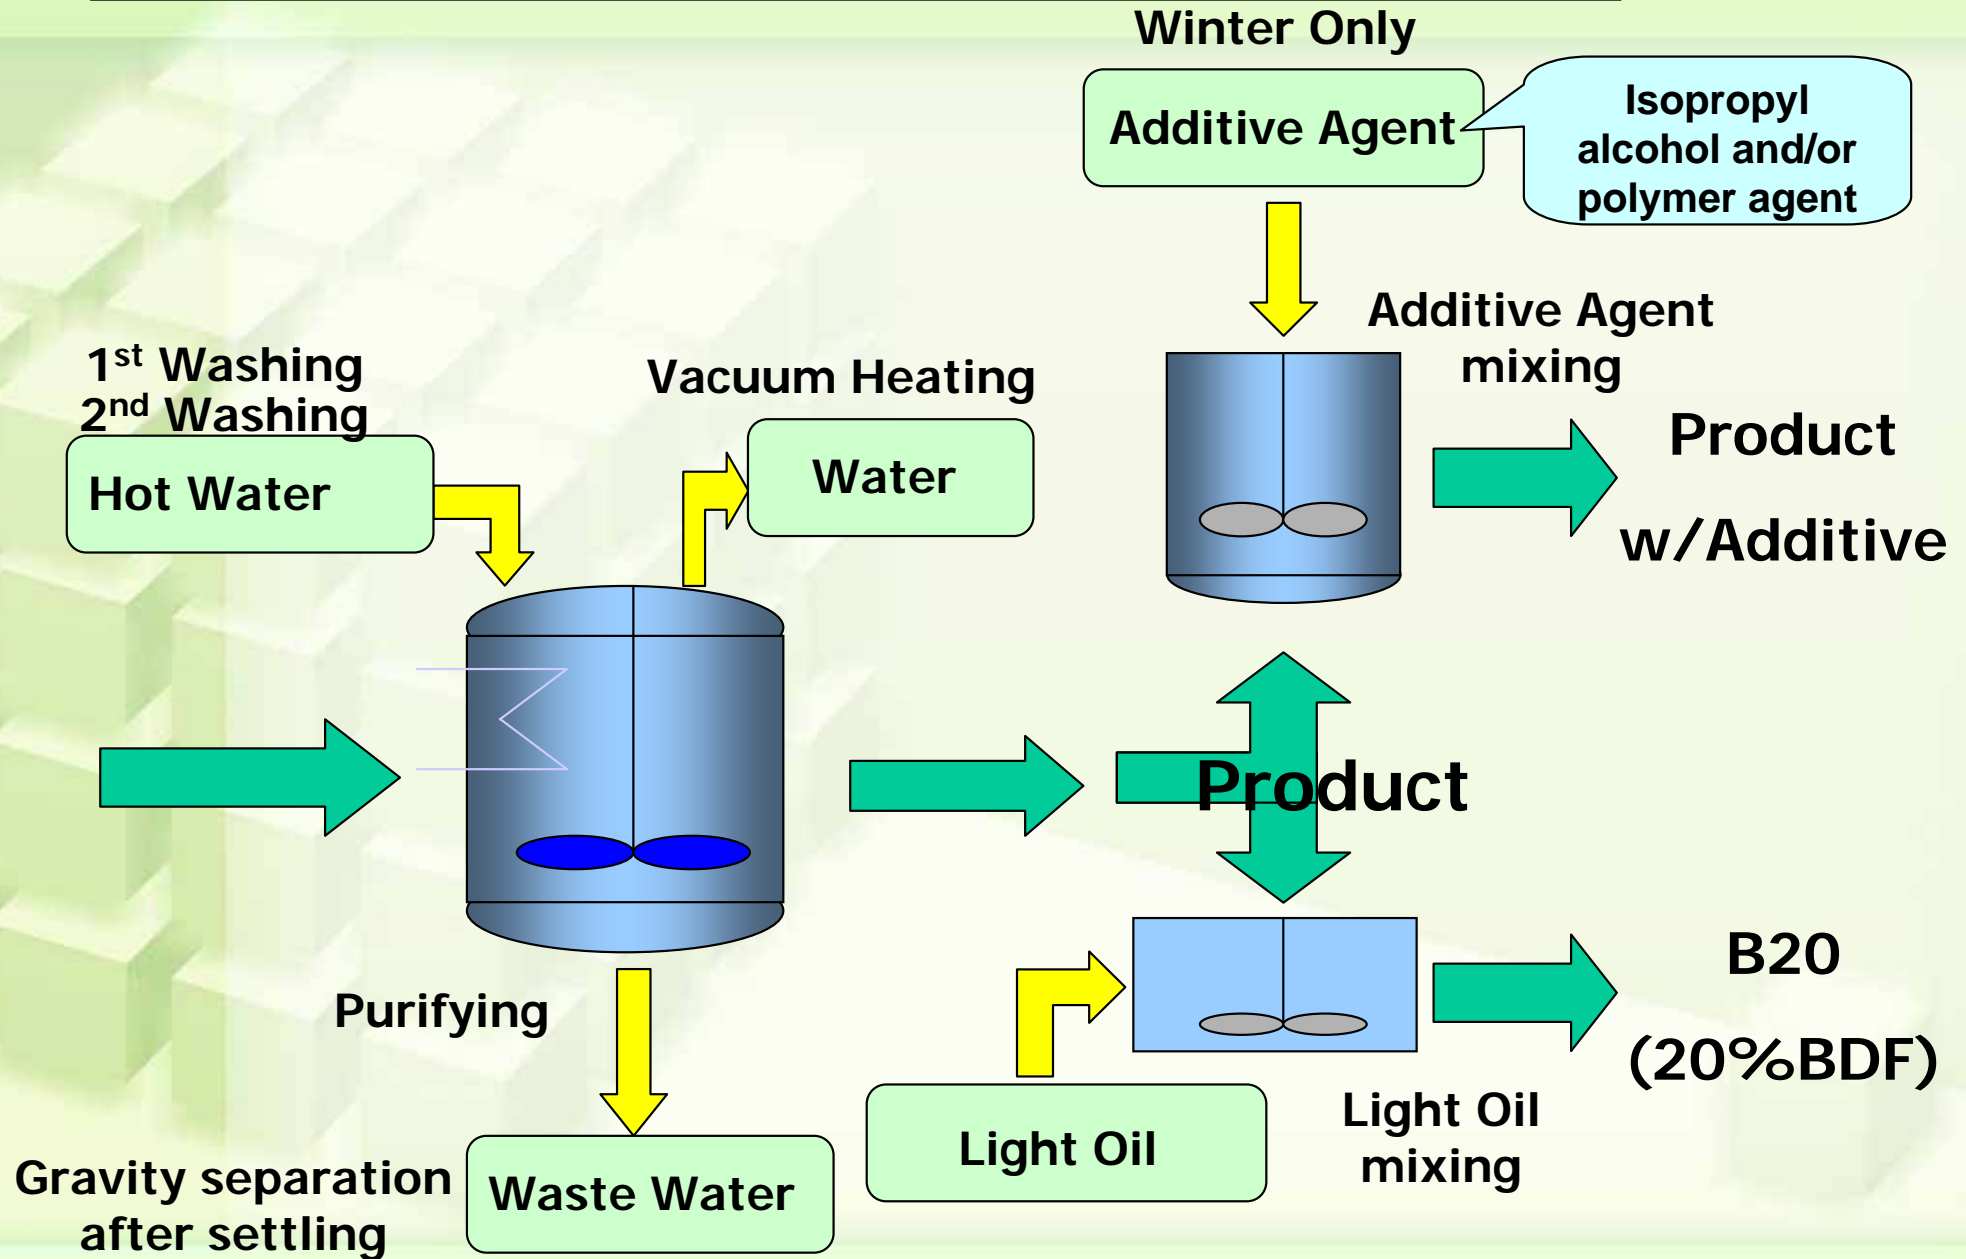 Winter Only
Additive Agent
Isopropyl
alcohol and/or
polymer agent
Additive Agent
mixing
Product
w/Additive
1st Washing
2nd Washing
Hot Water
Vacuum Heating
Water
Product
Purifying
Gravity separation
after settling
Waste Water
Light Oil
Light Oil
mixing
B20
(20%BDF)